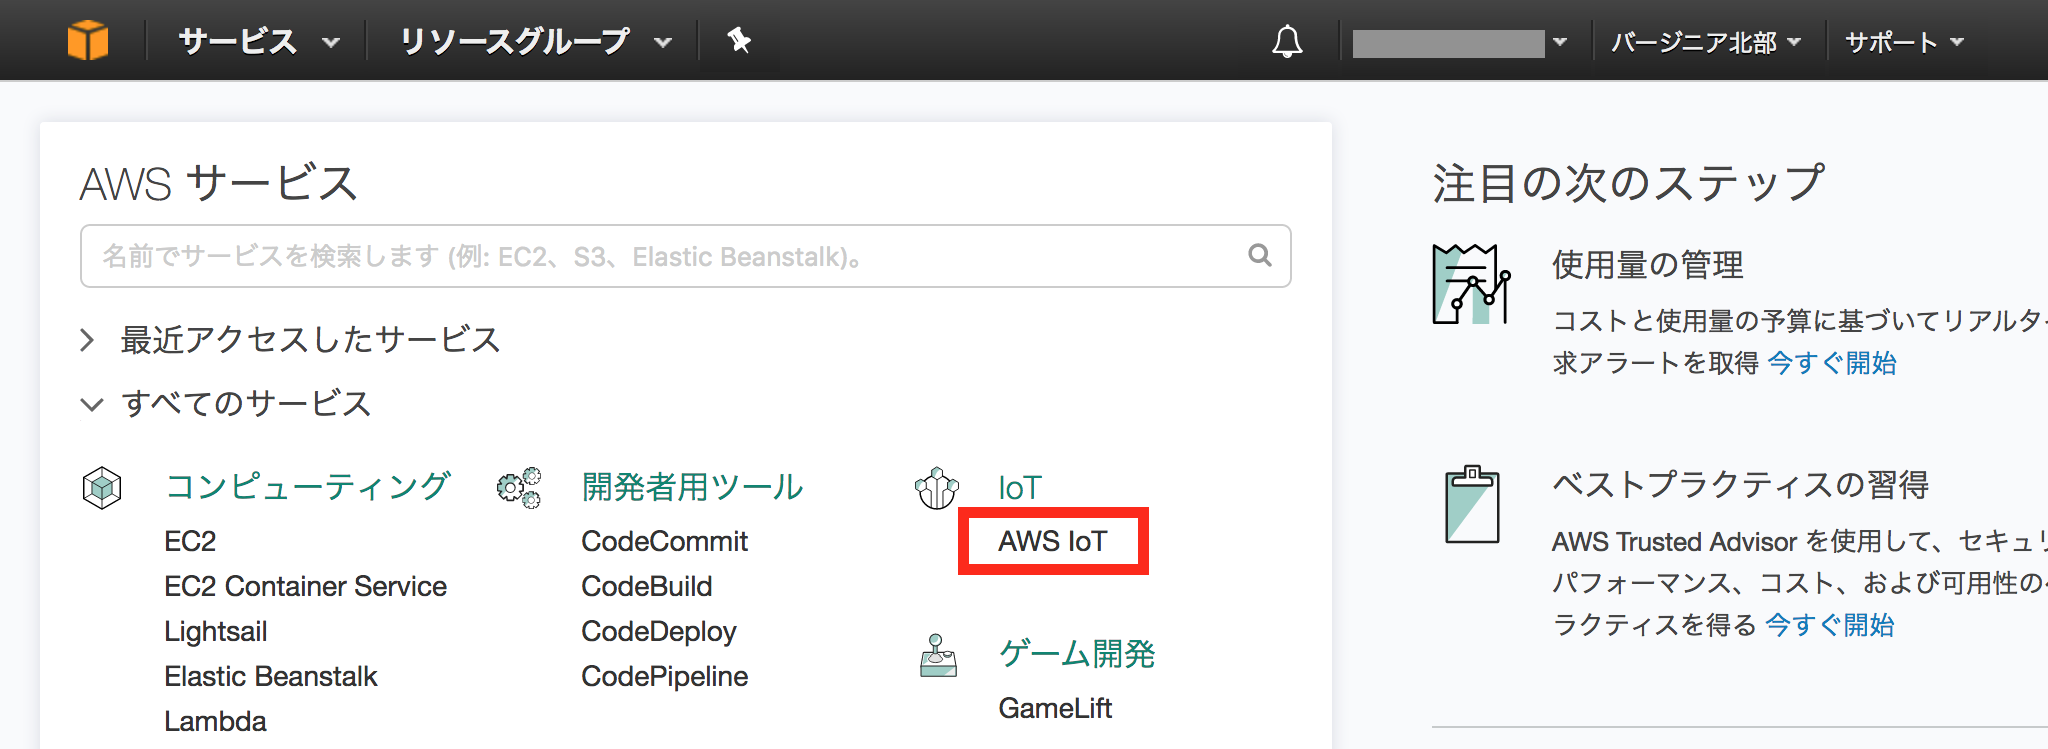 サービス リソースグループ バージニア北部 サポート
AWS サービス
名前でサービスを検索します (例: EC2、S3、Elastic Beanstalk)。
最近アクセスしたサービス
すべてのサービス
コンピューティング
EC2
EC2 Container Service
Lightsail
Elastic Beanstalk
Lambda
開発者用ツール
CodeCommit
CodeBuild
CodeDeploy
CodePipeline
IoT
AWS IoT
ゲーム開発
GameLift
注目の次のステップ
使用量の管理
コストと使用量の予算に基づいてリアルタイ
求アラートを取得 今すぐ開始
ベストプラクティスの習得
AWS Trusted Advisor を使用して、セキュリ
パフォーマンス、コスト、および可用性のベ
ラクティスを得る 今すぐ開始